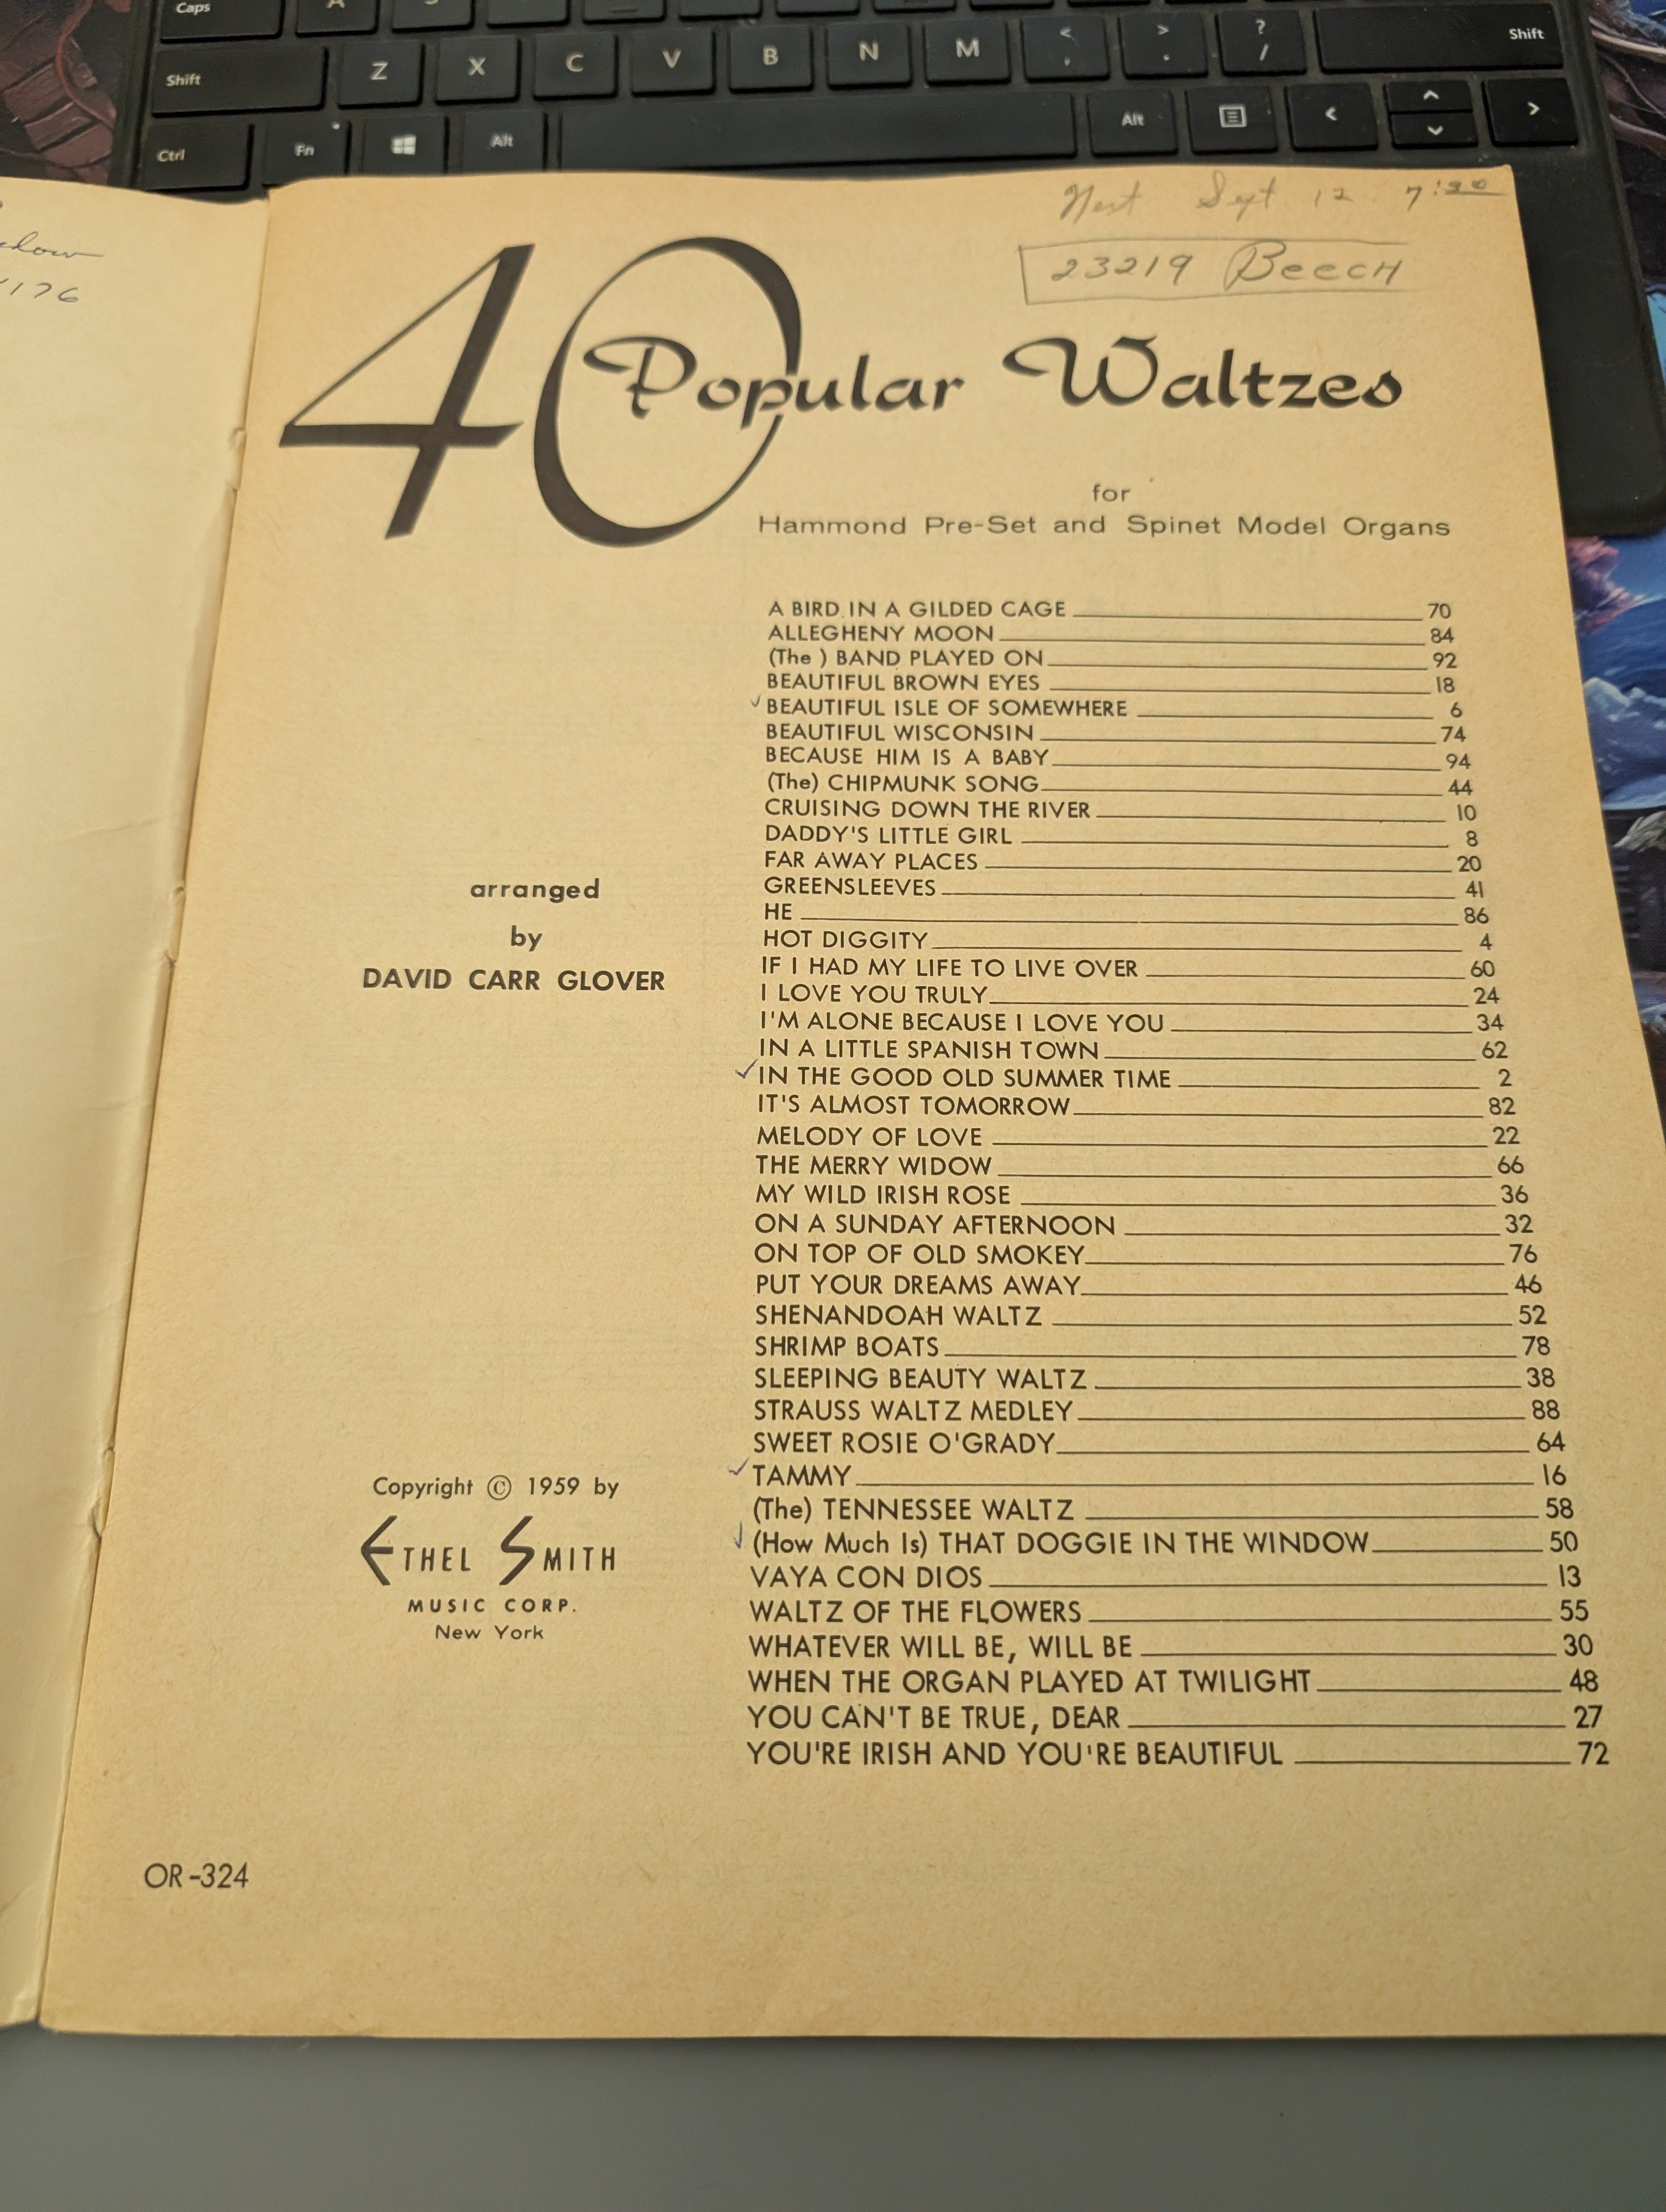 Caps
A
Shift
Z X C V B N M < , > . ? / Shift
Ctrl Fn Alt Alt < >
176
Sept. 12 7:30
23219 Beech
40 Popular Waltzes
for
Hammond Pre-Set and Spinet Model Organs
A BIRD IN A GILDED CAGE 70
ALLEGHENY MOON 84
(The ) BAND PLAYED ON 92
BEAUTIFUL BROWN EYES 18
✓ BEAUTIFUL ISLE OF SOMEWHERE 6
BEAUTIFUL WISCONSIN 74
BECAUSE HIM IS A BABY 94
(The) CHIPMUNK SONG 44
CRUISING DOWN THE RIVER 10
DADDY'S LITTLE GIRL 8
FAR AWAY PLACES 20
GREENSLEEVES 41
HE 86
HOT DIGGITY 4
IF I HAD MY LIFE TO LIVE OVER 60
I LOVE YOU TRULY 24
I'M ALONE BECAUSE I LOVE YOU 34
IN A LITTLE SPANISH TOWN 62
✓ IN THE GOOD OLD SUMMER TIME 2
IT'S ALMOST TOMORROW 82
MELODY OF LOVE 22
THE MERRY WIDOW 66
MY WILD IRISH ROSE 36
ON A SUNDAY AFTERNOON 32
ON TOP OF OLD SMOKEY 76
PUT YOUR DREAMS AWAY 46
SHENANDOAH WALTZ 52
SHRIMP BOATS 78
SLEEPING BEAUTY WALTZ 38
STRAUSS WALTZ MEDLEY 88
SWEET ROSIE O'GRADY 64
✓ TAMMY 16
(The) TENNESSEE WALTZ 58
✓ (How Much Is) THAT DOGGIE IN THE WINDOW 50
VAYA CON DIOS 13
WALTZ OF THE FLOWERS 55
WHATEVER WILL BE, WILL BE 30
WHEN THE ORGAN PLAYED AT TWILIGHT 48
YOU CAN'T BE TRUE, DEAR 27
YOU'RE IRISH AND YOU'RE BEAUTIFUL 72
arranged
by
DAVID CARR GLOVER
Copyright © 1959 by
ETHEL SMITH
MUSIC CORP.
New York
OR-324